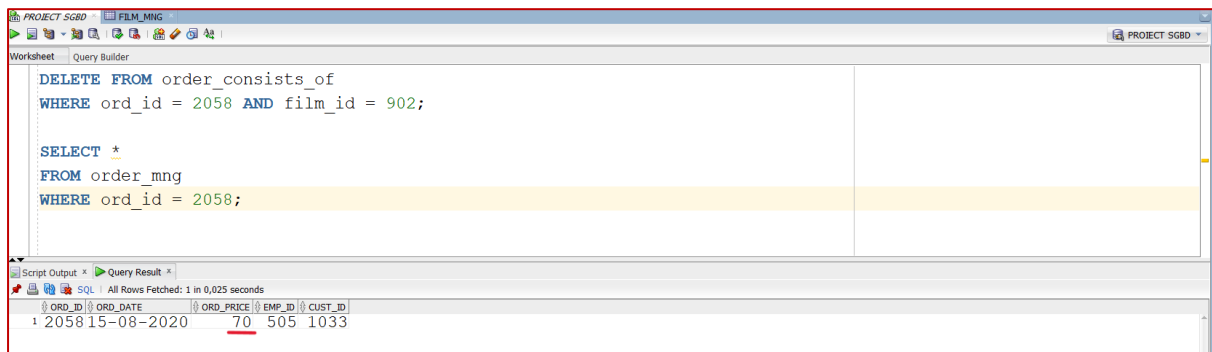 PROJECT SGBD × FILM_MNG ×
PROJECT SGBD
Worksheet Query Builder
DELETE FROM order_consists_of
WHERE ord_id = 2058 AND film_id = 902;
SELECT *
FROM order_mng
WHERE ord_id = 2058;
Script Output × Query Result ×
SQL | All Rows Fetched: 1 in 0,025 seconds
ORD_ID ORD_DATE ORD_PRICE EMP_ID CUST_ID
1 2058 15-08-2020 70 505 1033